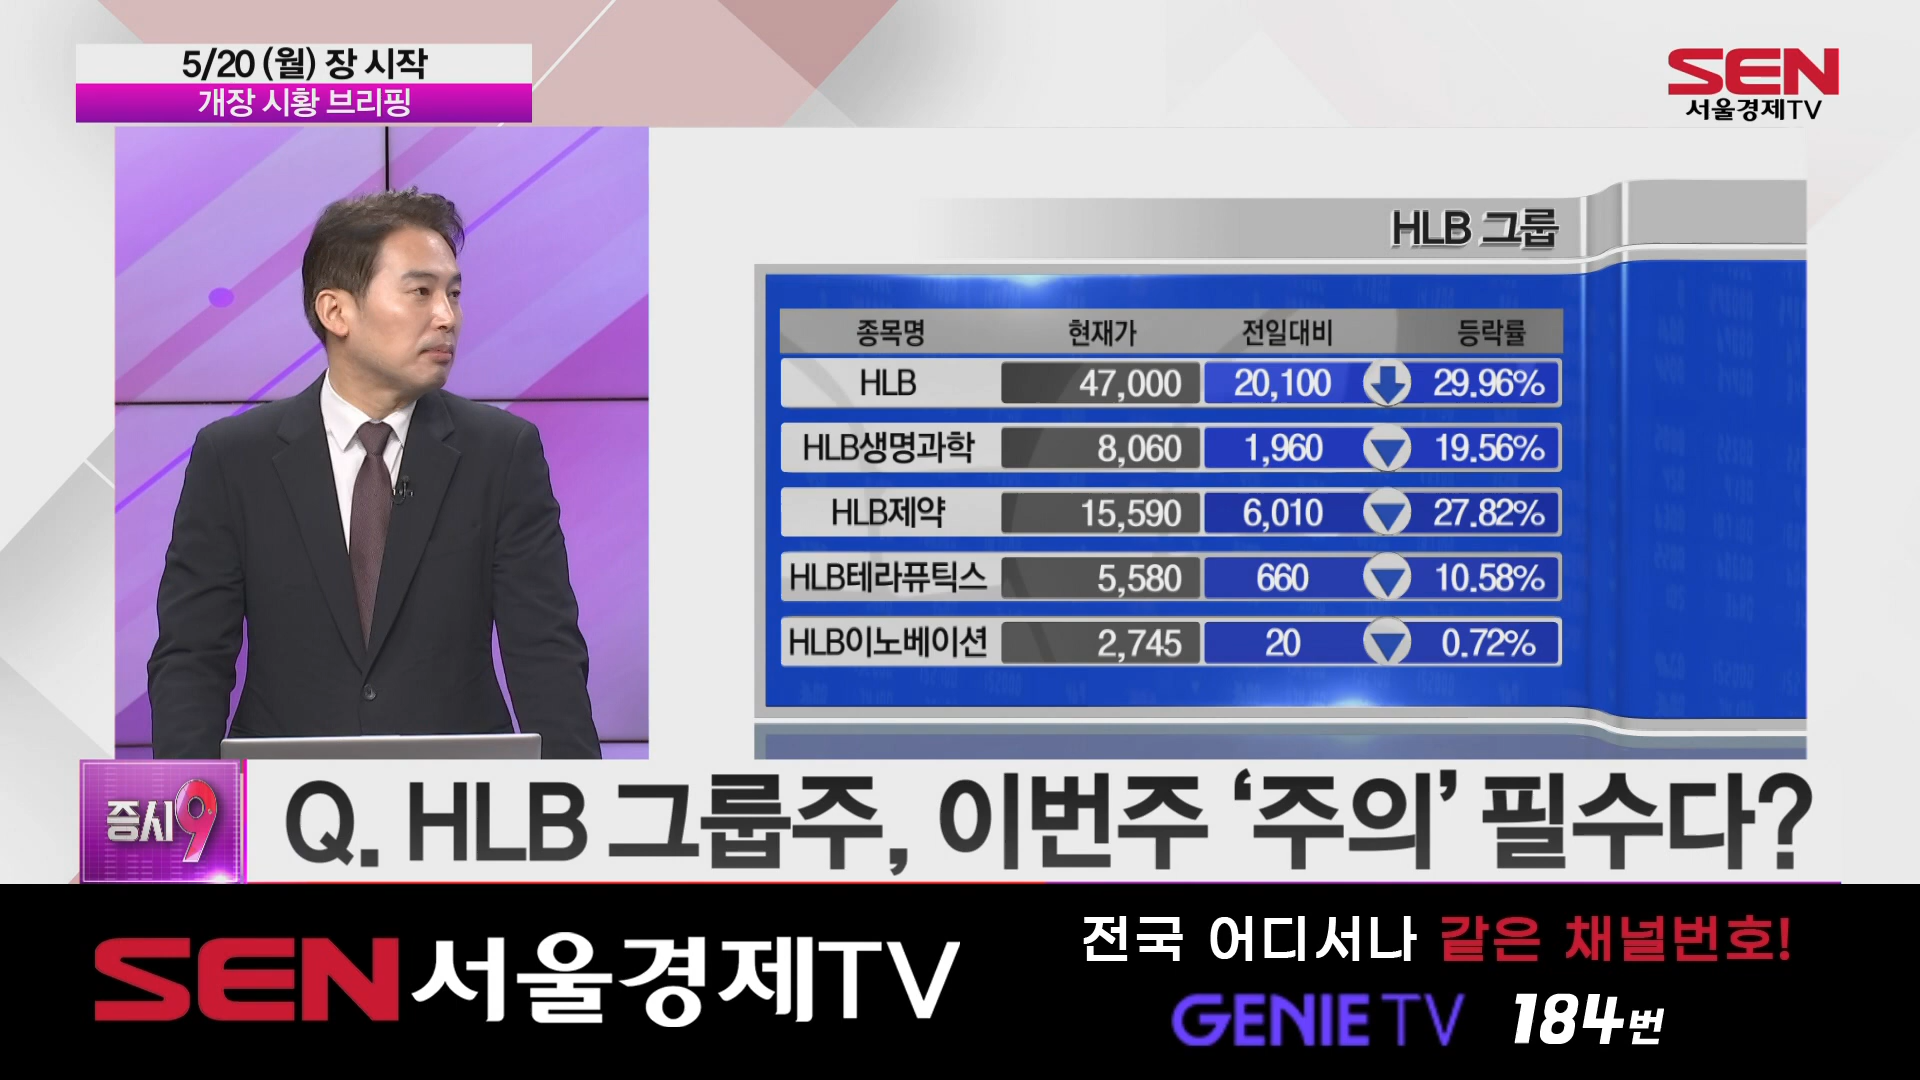 5/20 (월) 장 시작
개장 시황 브리핑
SEN
서울경제TV
HLB 그룹
종목명 현재가 전일대비 등락률
HLB 47,000 20,100 29.96%
HLB생명과학 8,060 1,960 19.56%
HLB제약 15,590 6,010 27.82%
HLB테라퓨틱스 5,580 660 10.58%
HLB이노베이션 2,745 20 0.72%
증시9
Q. HLB 그룹주, 이번주 ‘주의’ 필수다?
SEN서울경제TV
전국 어디서나 같은 채널번호!
GENIE TV 184번